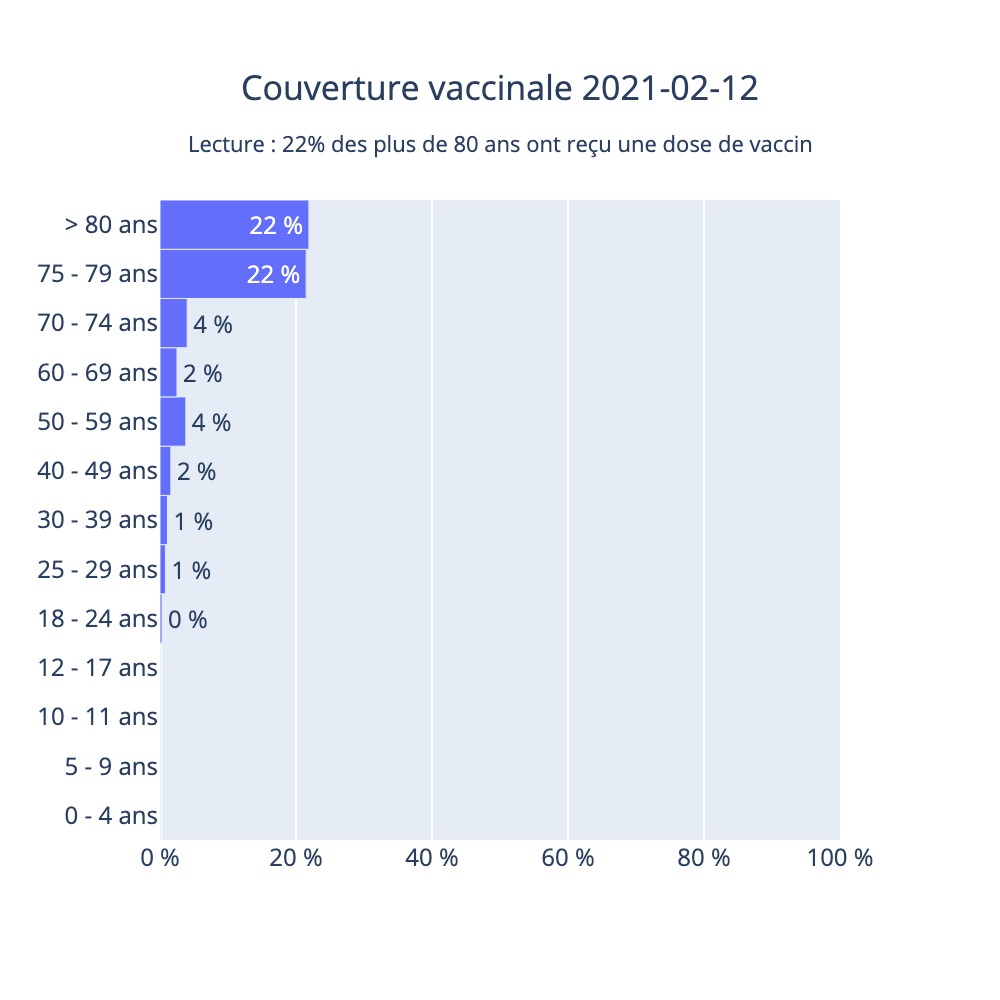 Couverture vaccinale 2021-02-12
Lecture : 22% des plus de 80 ans ont reçu une dose de vaccin
> 80 ans 22 %
75 - 79 ans 22 %
70 - 74 ans 4 %
60 - 69 ans 2 %
50 - 59 ans 4 %
40 - 49 ans 2 %
30 - 39 ans 1 %
25 - 29 ans 1 %
18 - 24 ans 0 %
12 - 17 ans
10 - 11 ans
5 - 9 ans
0 - 4 ans
0 % 20 % 40 % 60 % 80 % 100 %